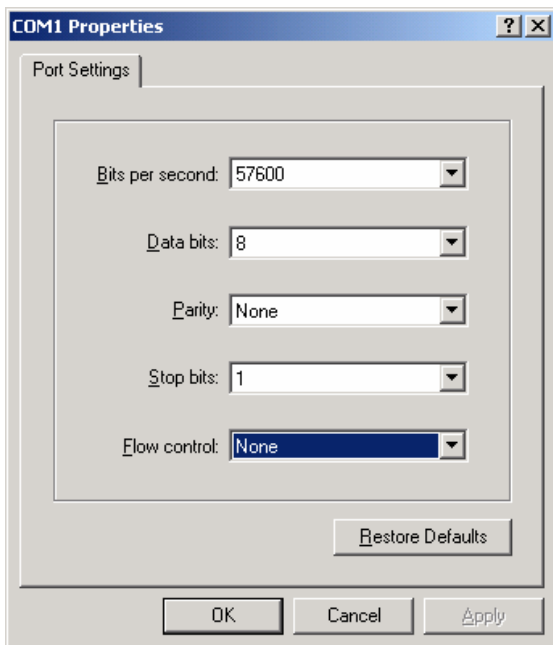 COM1 Properties
Port Settings
Bits per second: 57600
Data bits: 8
Parity: None
Stop bits: 1
Flow control: None
Restore Defaults
OK Cancel Apply